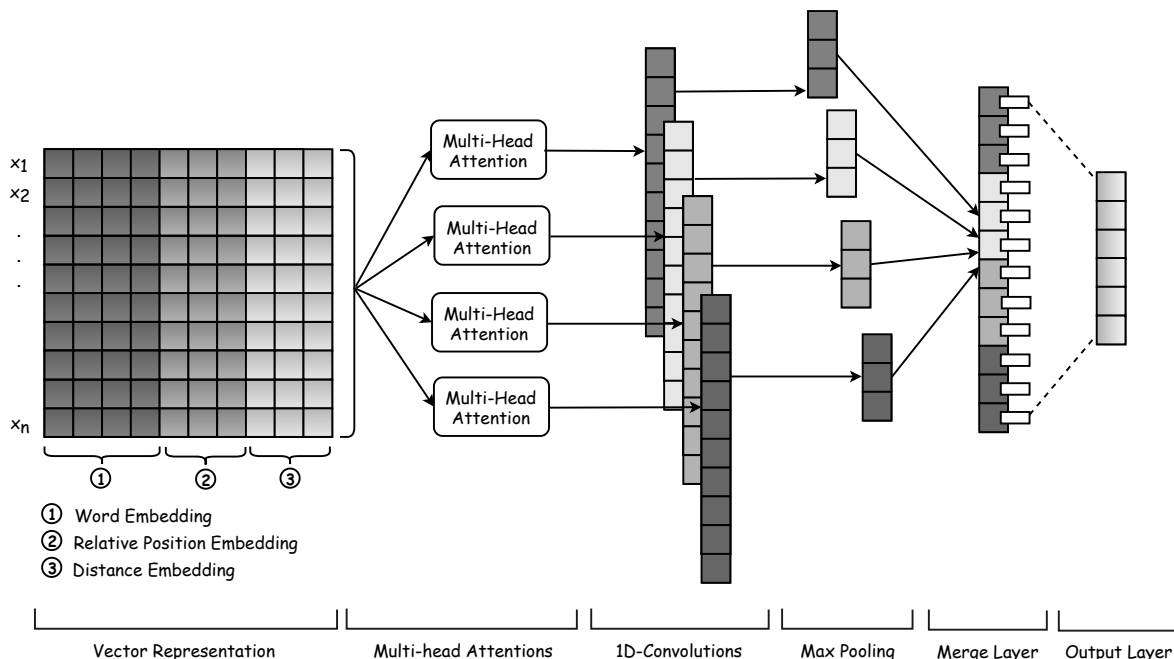 x1
x2
.
.
.
xn
1
2
3
1 Word Embedding
2 Relative Position Embedding
3 Distance Embedding
Multi-Head
Attention
Multi-Head
Attention
Multi-Head
Attention
Multi-Head
Attention
Vector Representation
Multi-head Attentions
1D-Convolutions
Max Pooling
Merge Layer
Output Layer